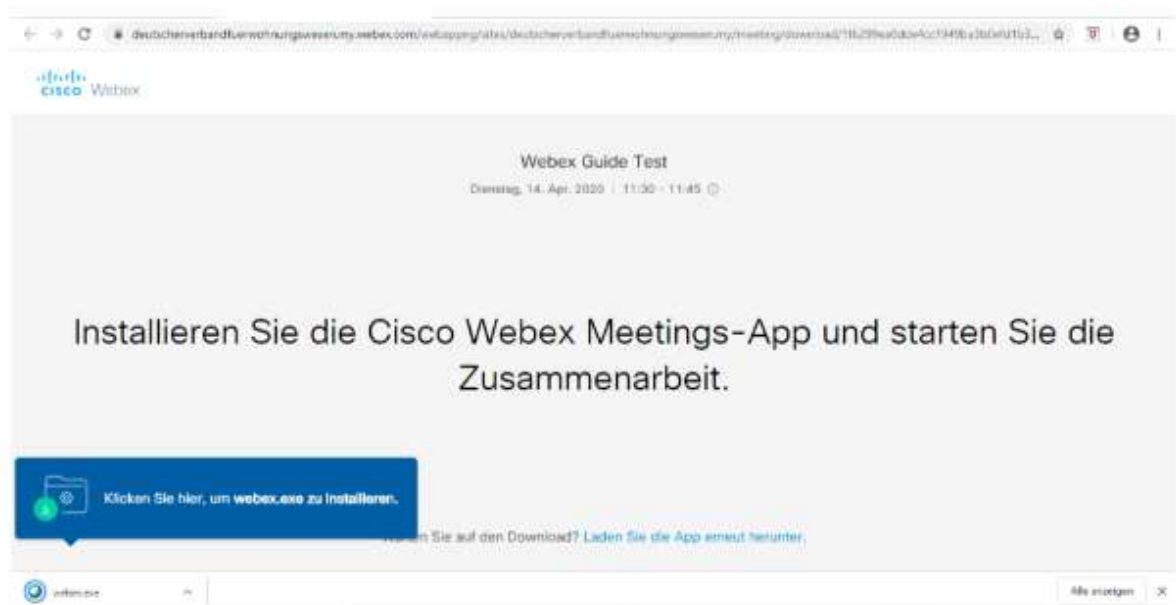 cisco Webex
Webex Guide Test
Dienstag, 14. Apr. 2020 | 11:30 - 11:45
Installieren Sie die Cisco Webex Meetings-App und starten Sie die
Zusammenarbeit.
Klicken Sie hier, um webex.exe zu installieren.
n Sie auf den Download? Laden Sie die App erneut herunter.
webex.exe
Alle anzeigen